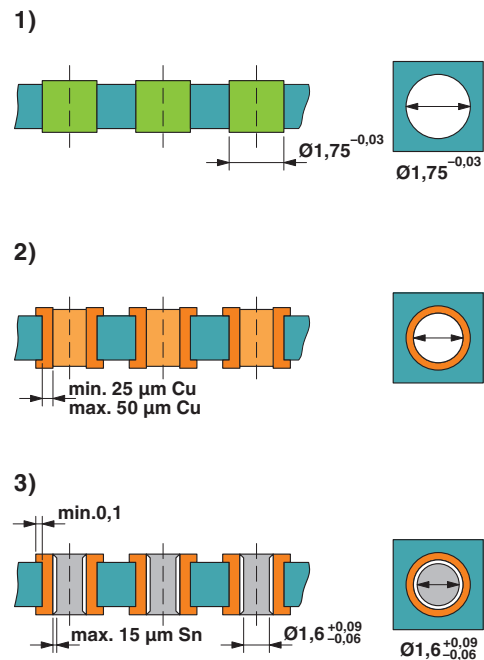 1)
Ø1,75 −0,03
Ø1,75 −0,03
2)
min. 25 µm Cu
max. 50 µm Cu
3)
min.0,1
max. 15 µm Sn
Ø1,6 +0,09 −0,06
Ø1,6 +0,09 −0,06